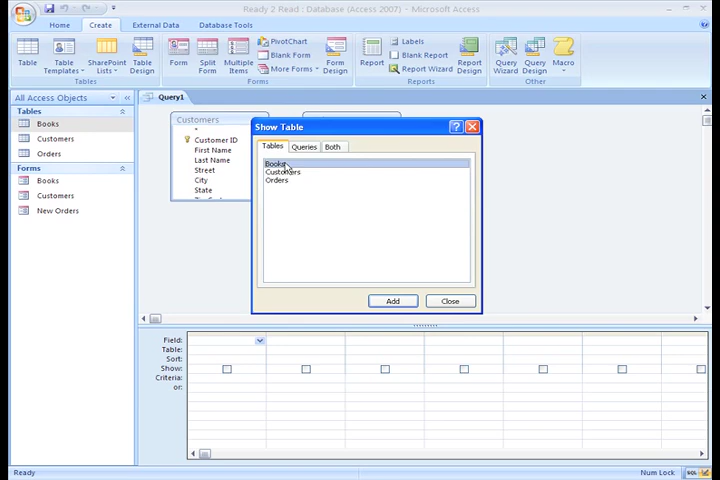 Ready 2 Read : Database (Access 2007) - Microsoft Access
Home Create External Data Database Tools
Table
Table Templates
SharePoint Lists
Table Design
Form
Split Form
Multiple Items
PivotChart
Blank Form
More Forms
Form Design
Report
Labels
Blank Report
Report Wizard
Report Design
Query Wizard
Query Design
Macro
Tables Forms Reports Other
All Access Objects
Tables
Books
Customers
Orders
Forms
Books
Customers
New Orders
Query1
Customers
*
Customer ID
First Name
Last Name
Street
City
State
Show Table
?
Tables Queries Both
Books
Customers
Orders
Add Close
Field:
Table:
Sort:
Show:
Criteria:
or:
Ready Num Lock SQL